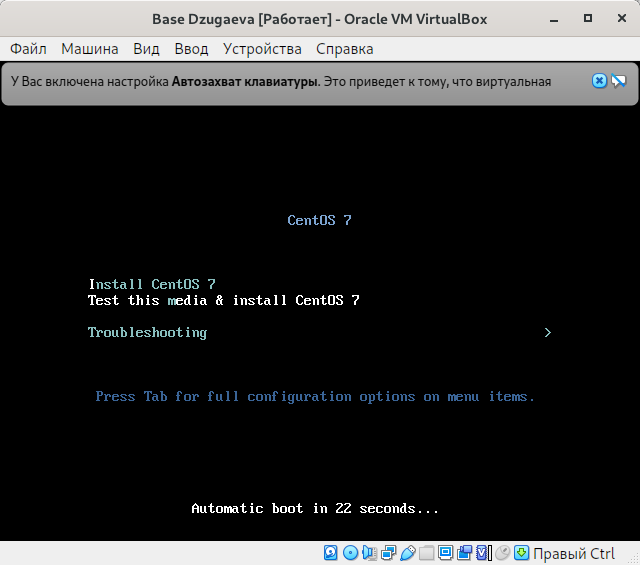 Base Dzugaeva [Работает] - Oracle VM VirtualBox
Файл Машина Вид Ввод Устройства Справка
У Вас включена настройка Автозахват клавиатуры. Это приведет к тому, что виртуальная
CentOS 7
Install CentOS 7
Test this media & install CentOS 7
Troubleshooting >
Press Tab for full configuration options on menu items.
Automatic boot in 22 seconds...
Правый Ctrl